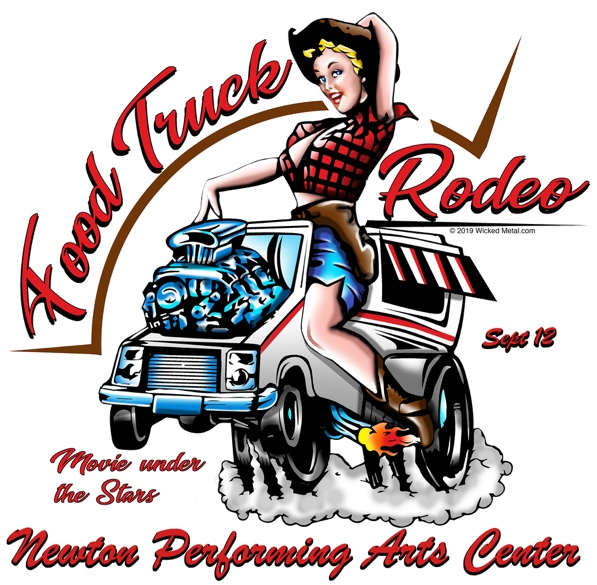 Food Truck
Rodeo
© 2019 Wicked Metal.com
Sept 12
Movie under
the Stars
Newton Performing Arts Center